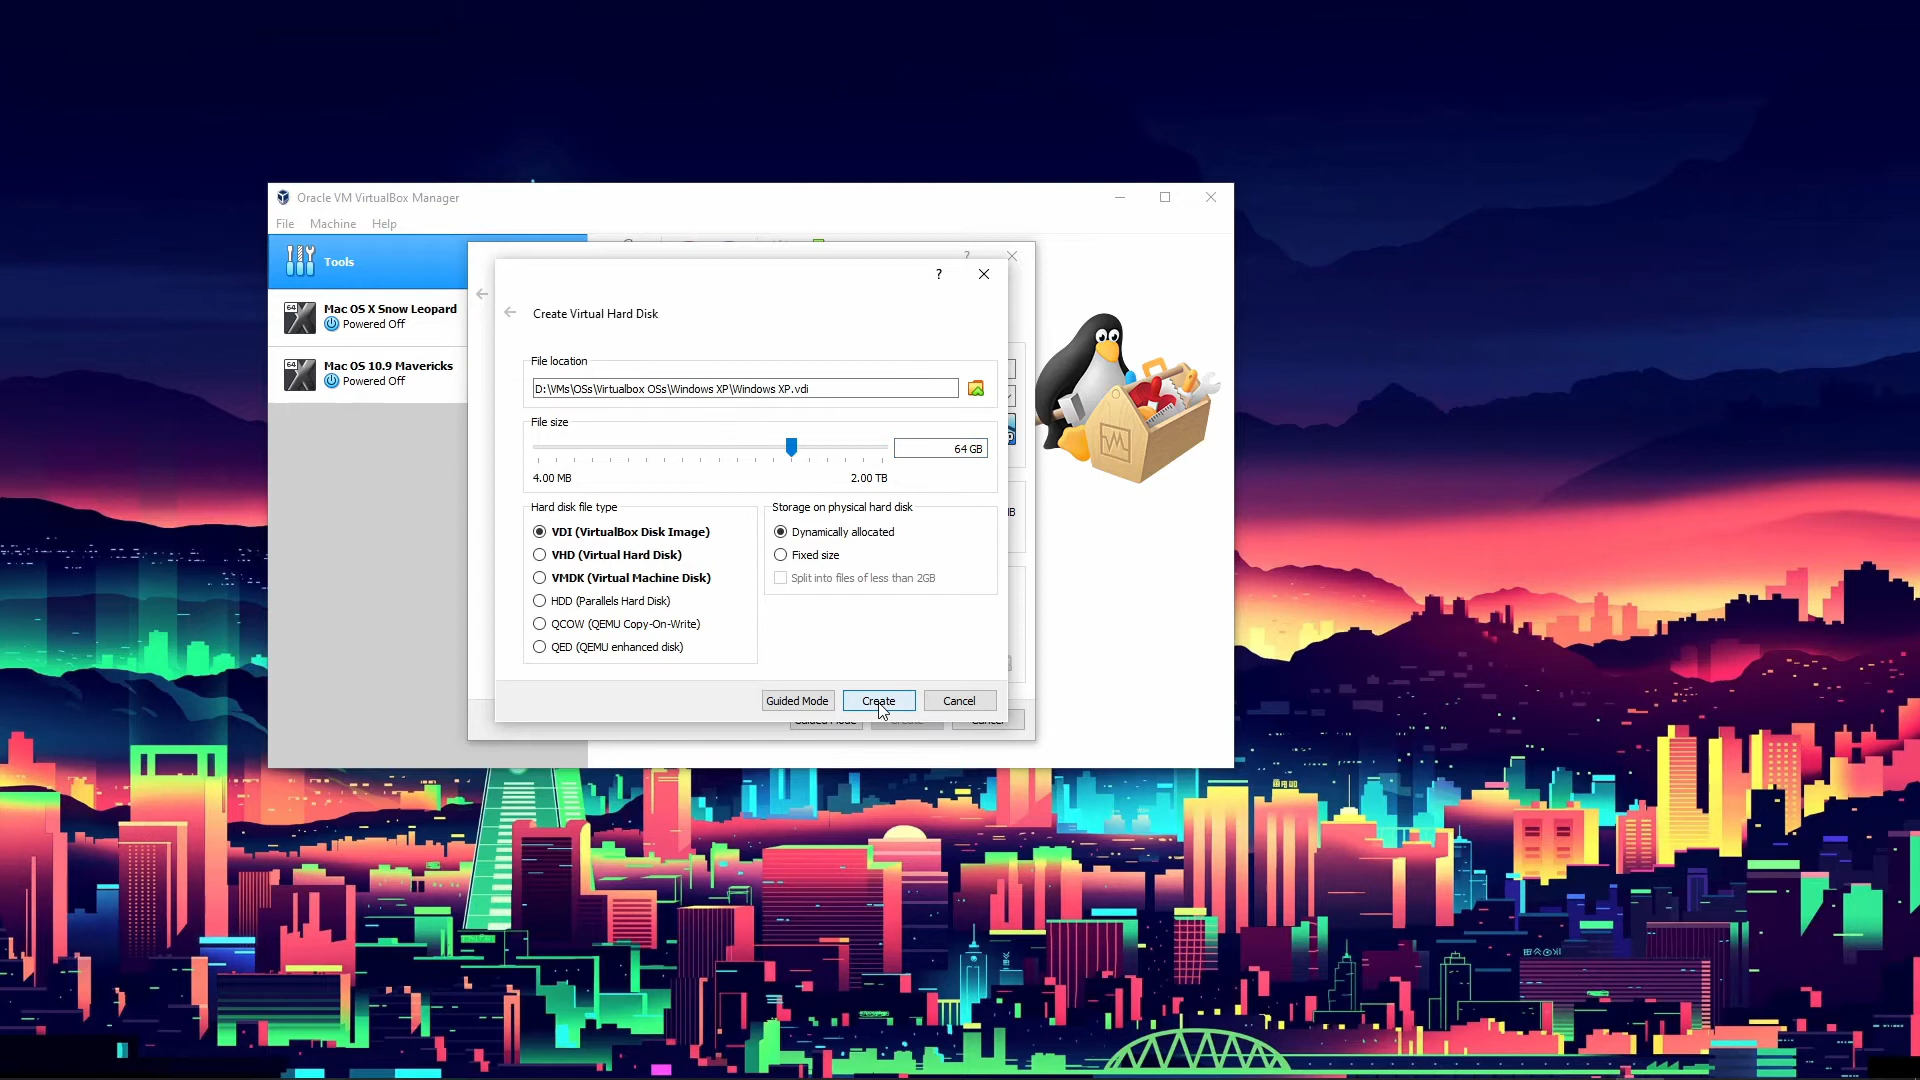 Oracle VM VirtualBox Manager
File Machine Help
Tools
64
Mac OS X Snow Leopard
Powered Off
64
Mac OS 10.9 Mavericks
Powered Off
?
?
Create Virtual Hard Disk
File location
D:\VMs\OSs\Virtualbox OSs\Windows XP\Windows XP.vdi
File size
64 GB
4.00 MB 2.00 TB
Hard disk file type
VDI (VirtualBox Disk Image)
VHD (Virtual Hard Disk)
VMDK (Virtual Machine Disk)
HDD (Parallels Hard Disk)
QCOW (QEMU Copy-On-Write)
QED (QEMU enhanced disk)
Storage on physical hard disk
Dynamically allocated
Fixed size
Split into files of less than 2GB
Guided Mode Create Cancel